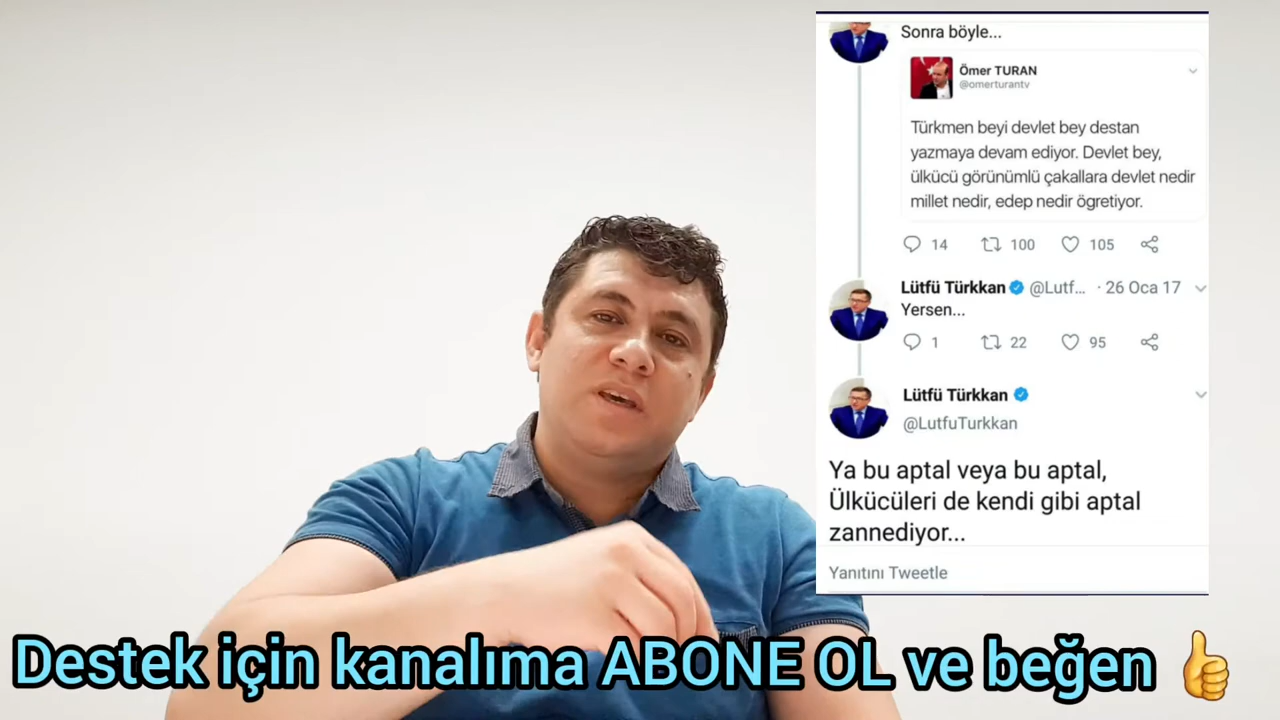 Sonra böyle...
Ömer TURAN
@omerturantv
Türkmen beyi devlet bey destan
yazmaya devam ediyor. Devlet bey,
ülkücü görünümlü çakallara devlet nedir
millet nedir, edep nedir ögretiyor.
14 100 105
Lütfü Türkkan @Lutf... · 26 Oca 17
Yersen...
1 22 95
Lütfü Türkkan
@LutfuTurkkan
Ya bu aptal veya bu aptal,
Ülkücüleri de kendi gibi aptal
zannediyor...
Yanıtını Tweetle
Destek için kanalıma ABONE OL ve beğen 👍